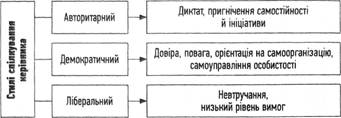 Стилі спілкування
керівника
Авторитарний
Диктат, пригнічення самостійності
й ініціативи
Демократичний
Довіра, повага, орієнтація на самоорганізацію,
самоуправління особистості
Ліберальний
Невтручання,
низький рівень вимог